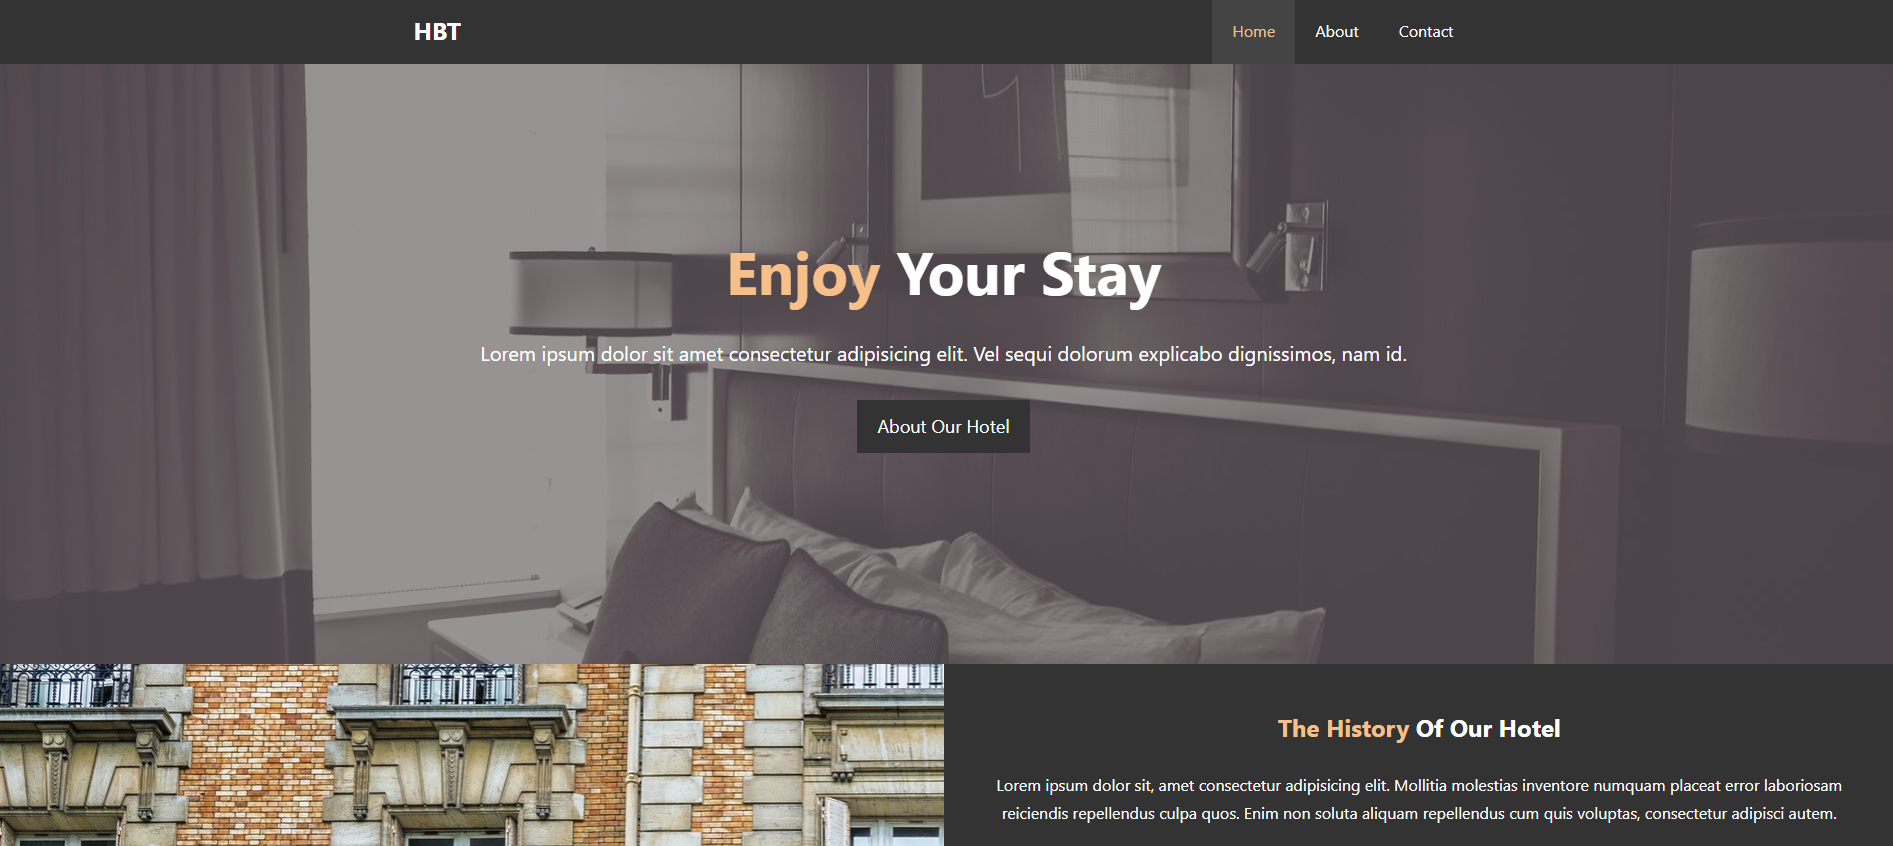 HBT
Home About Contact
Enjoy Your Stay
Lorem ipsum dolor sit amet consectetur adipisicing elit. Vel sequi dolorum explicabo dignissimos, nam id.
About Our Hotel
The History Of Our Hotel
Lorem ipsum dolor sit, amet consectetur adipisicing elit. Mollitia molestias inventore numquam placeat error laboriosam
reiciendis repellendus culpa quos. Enim non soluta aliquam repellendus cum quis voluptas, consectetur adipisci autem.